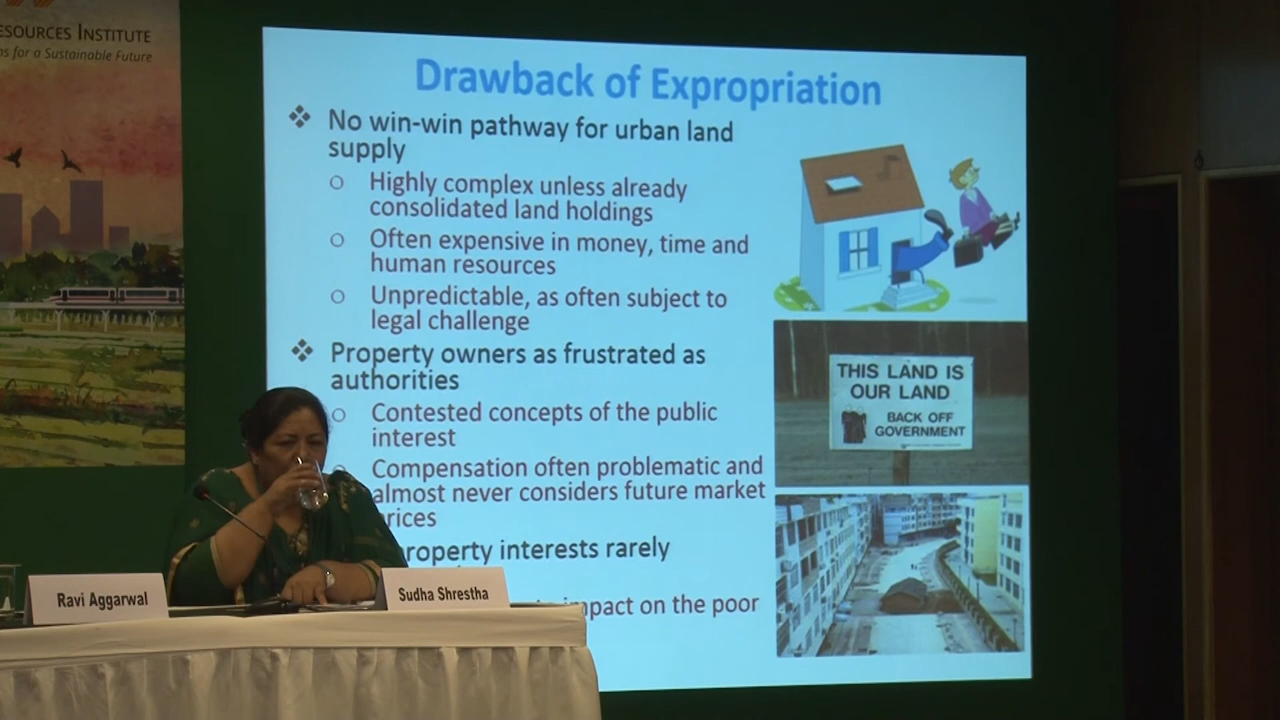 ESOURCES INSTITUTE
ns for a Sustainable Future
Drawback of Expropriation
No win-win pathway for urban land
supply
Highly complex unless already
consolidated land holdings
Often expensive in money, time and
human resources
Unpredictable, as often subject to
legal challenge
Property owners as frustrated as
authorities
Contested concepts of the public
interest
Compensation often problematic and
almost never considers future market
rices
property interests rarely
impact on the poor
THIS LAND IS
OUR LAND
BACK OFF
GOVERNMENT
Ravi Aggarwal
Sudha Shrestha